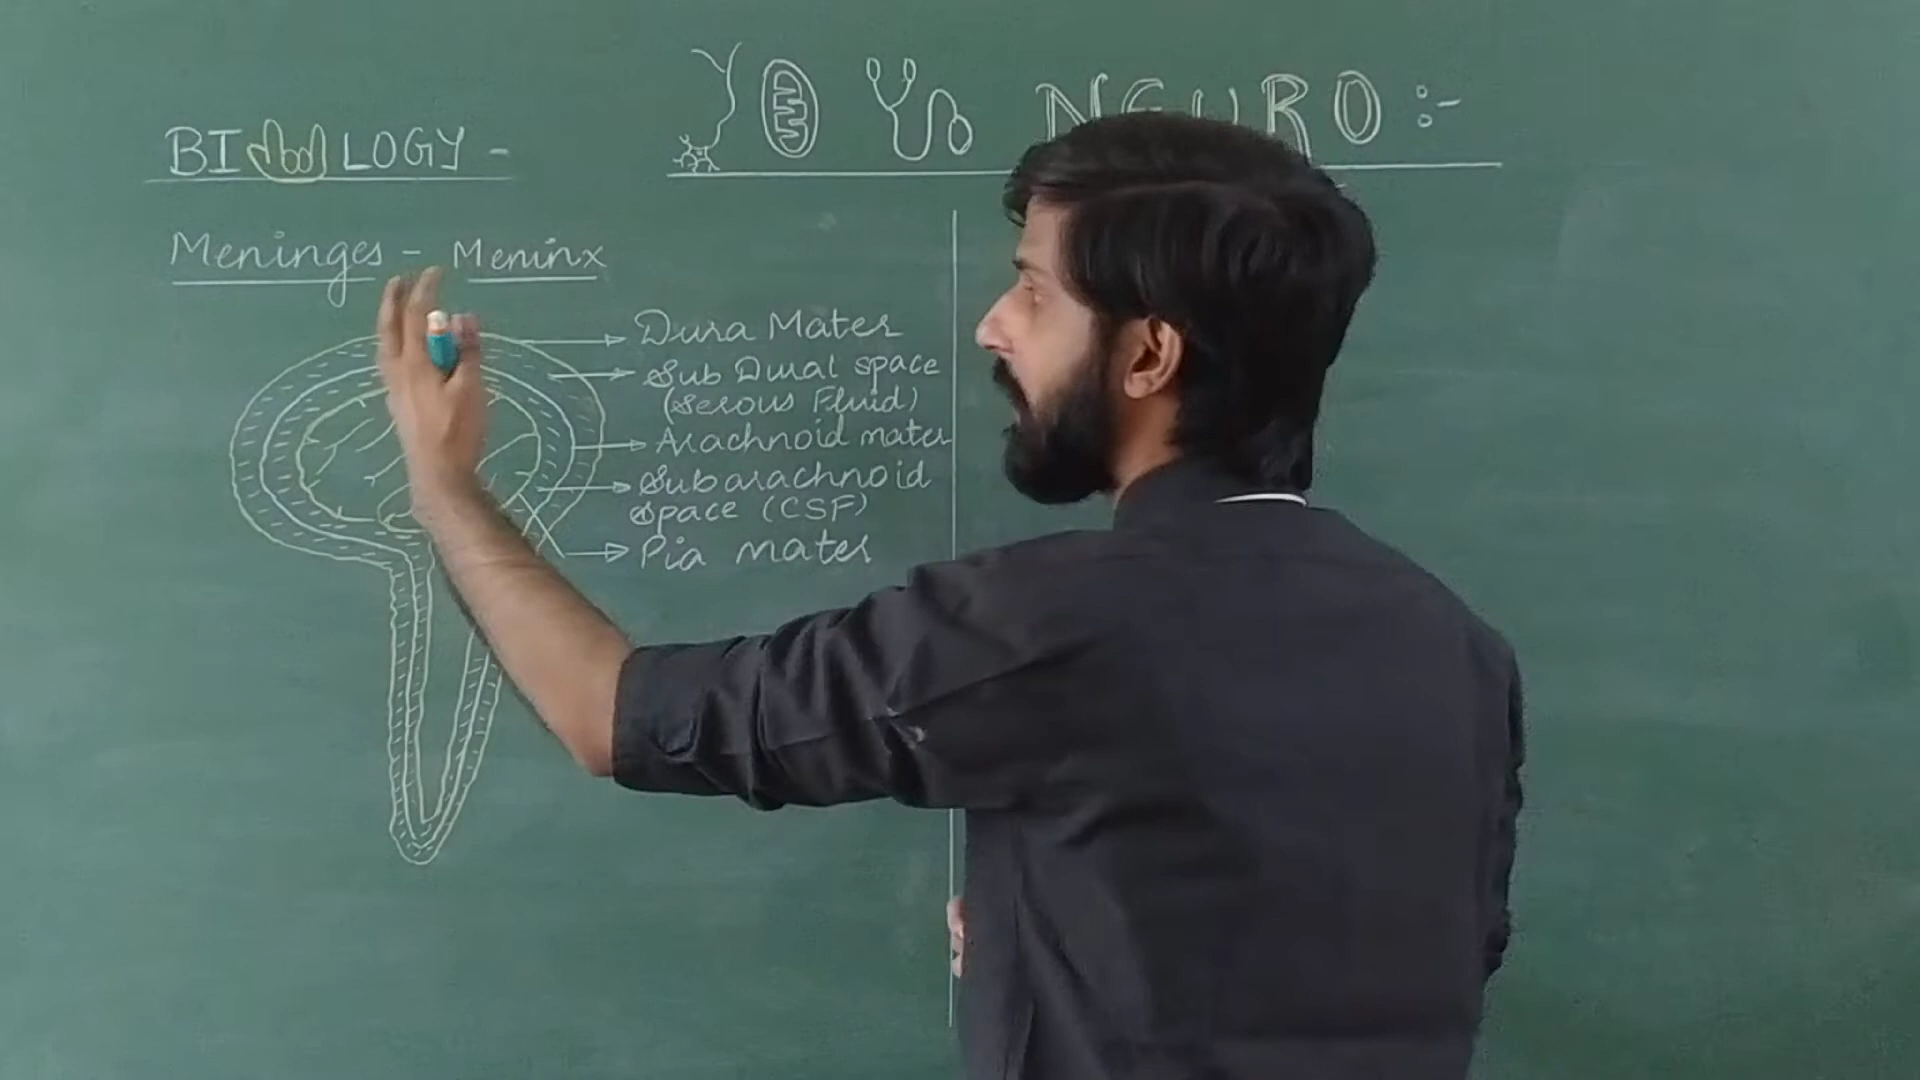 NEURO :-
BIOLOGY -
Meninges - Meninx
Dura Mater
Sub Dural space
(Serous Fluid)
Arachnoid mater
Subarachnoid
space (CSF)
Pia mater